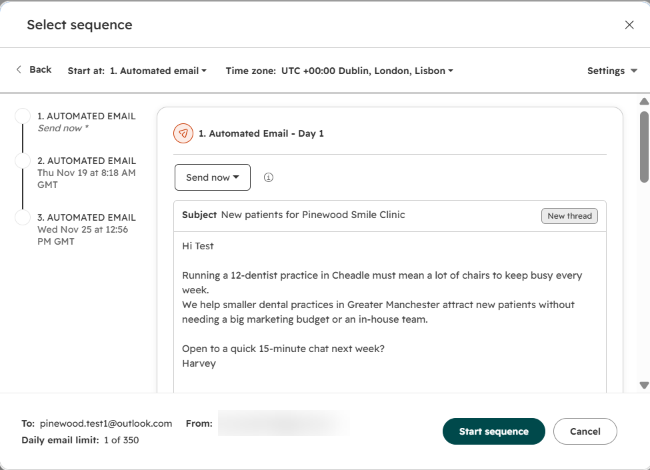 Select sequence
Back Start at: 1. Automated email Time zone: UTC +00:00 Dublin, London, Lisbon Settings
1. AUTOMATED EMAIL
Send now *
2. AUTOMATED EMAIL
Thu Nov 19 at 8:18 AM
GMT
3. AUTOMATED EMAIL
Wed Nov 25 at 12:56
PM GMT
1. Automated Email - Day 1
Send now
Subject New patients for Pinewood Smile Clinic New thread
Hi Test
Running a 12-dentist practice in Cheadle must mean a lot of chairs to keep busy every
week.
We help smaller dental practices in Greater Manchester attract new patients without
needing a big marketing budget or an in-house team.
Open to a quick 15-minute chat next week?
Harvey
To: pinewood.test1@outlook.com From:
Daily email limit: 1 of 350
Start sequence Cancel